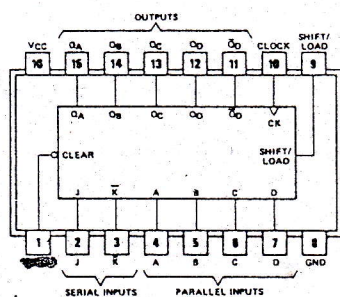 OUTPUTS
SHIFT/
VCC QA QB QC QD Q̄D CLOCK LOAD
16 15 14 13 12 11 10 9
QA QB QC QD Q̄D CK
CLEAR
SHIFT/
LOAD
J K̄ A B C D
1 2 3 4 5 6 7 8
J K̄ A B C D GND
SERIAL INPUTS PARALLEL INPUTS